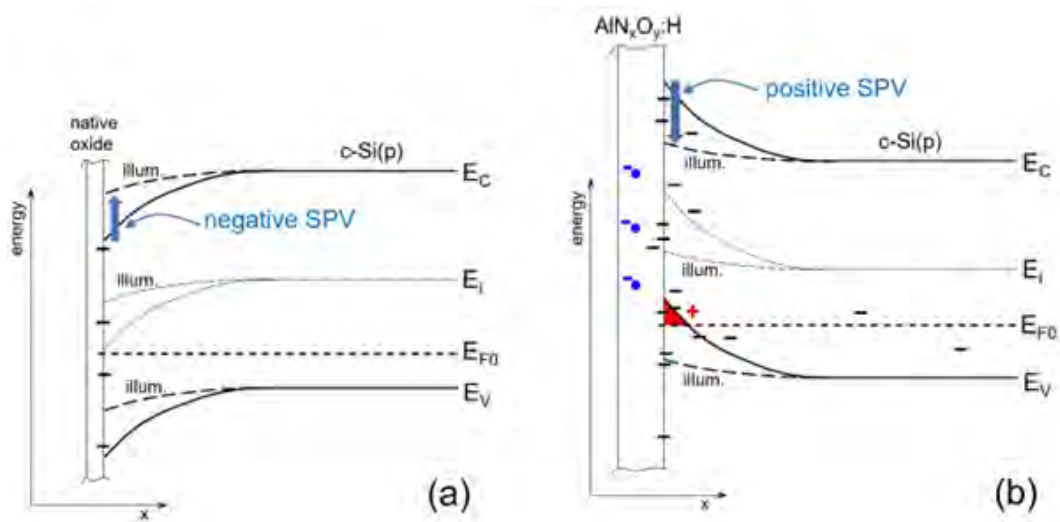 native
oxide
illum.
c-Si(p)
E_C
negative SPV
energy
illum.
E_i
E_F0
illum.
E_V
x
(a)
AlN_xO_y:H
positive SPV
c-Si(p)
illum.
E_C
energy
illum.
E_i
+
E_F0
illum.
E_V
x
(b)